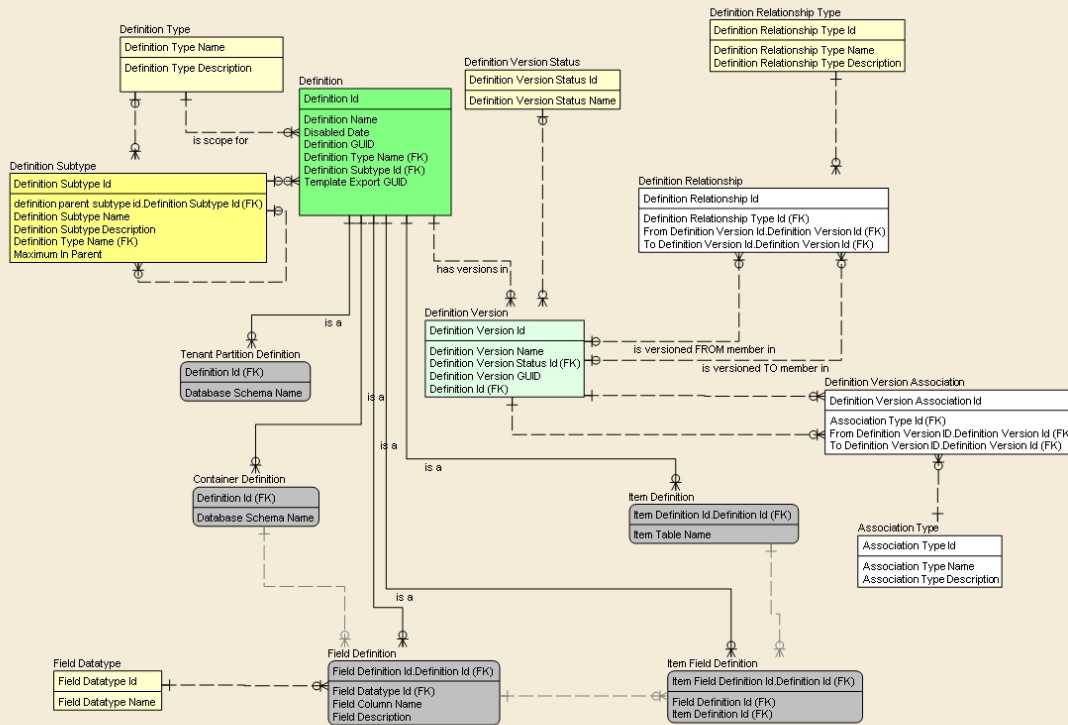 Definition Type
Definition Type Name
Definition Type Description
Definition Relationship Type
Definition Relationship Type Id
Definition Relationship Type Name
Definition Relationship Type Description
Definition Version Status
Definition Version Status Id
Definition Version Status Name
Definition
Definition Id
Definition Name
Disabled Date
Definition GUID
Definition Type Name (FK)
Definition Subtype Id (FK)
Template Export GUID
is scope for
Definition Subtype
Definition Subtype Id
definition parent subtype id.Definition Subtype Id (FK)
Definition Subtype Name
Definition Subtype Description
Definition Type Name (FK)
Maximum In Parent
Definition Relationship
Definition Relationship Id
Definition Relationship Type Id (FK)
From Definition Version Id.Definition Version Id (FK)
To Definition Version Id.Definition Version Id (FK)
has versions in
Definition Version
Definition Version Id
Definition Version Name
Definition Version Status Id (FK)
Definition Version GUID
Definition Id (FK)
is versioned FROM member in
is versioned TO member in
is a
Tenant Partition Definition
Definition Id (FK)
Database Schema Name
Definition Version Association
Definition Version Association Id
Association Type Id (FK)
From Definition Version ID.Definition Version Id (FK)
To Definition Version ID.Definition Version Id (FK)
is a
is a
is a
Container Definition
Definition Id (FK)
Database Schema Name
Item Definition
Item Definition Id.Definition Id (FK)
Item Table Name
Association Type
Association Type Id
Association Type Name
Association Type Description
is a
Field Datatype
Field Datatype Id
Field Datatype Name
Field Definition
Field Definition Id.Definition Id (FK)
Field Datatype Id (FK)
Field Column Name
Field Description
Item Field Definition
Item Field Definition Id.Definition Id (FK)
Field Definition Id (FK)
Item Definition Id (FK)